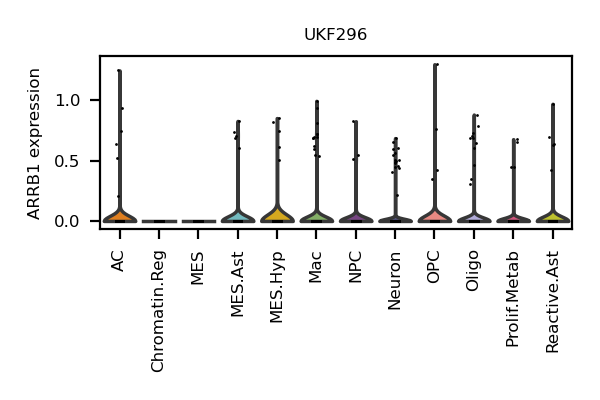 UKF296
ARRB1 expression
1.0
0.5
0.0
AC
Chromatin.Reg
MES
MES.Ast
MES.Hyp
Mac
NPC
Neuron
OPC
Oligo
Prolif.Metab
Reactive.Ast